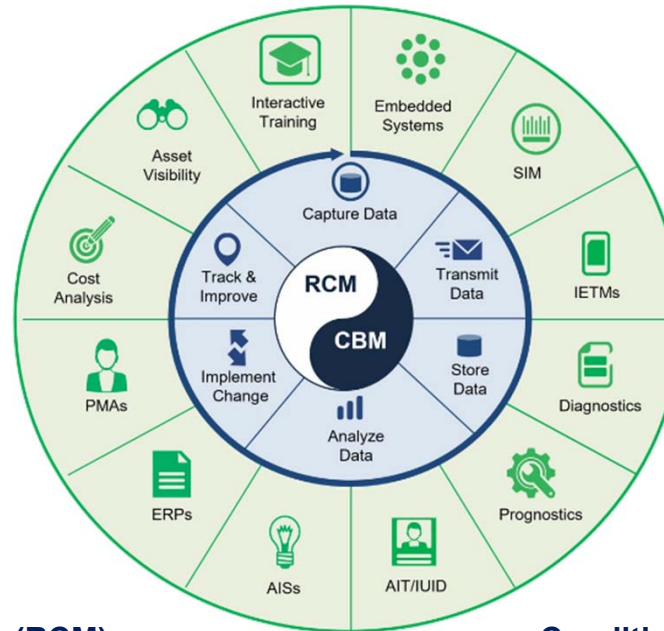 Interactive
Training
Embedded
Systems
SIM
IETMs
Diagnostics
Prognostics
AIT/IUID
AISs
ERPs
PMAs
Cost
Analysis
Asset
Visibility
Capture Data
Transmit
Data
Store
Data
Analyze
Data
Implement
Change
Track &
Improve
RCM
CBM
(RCM)